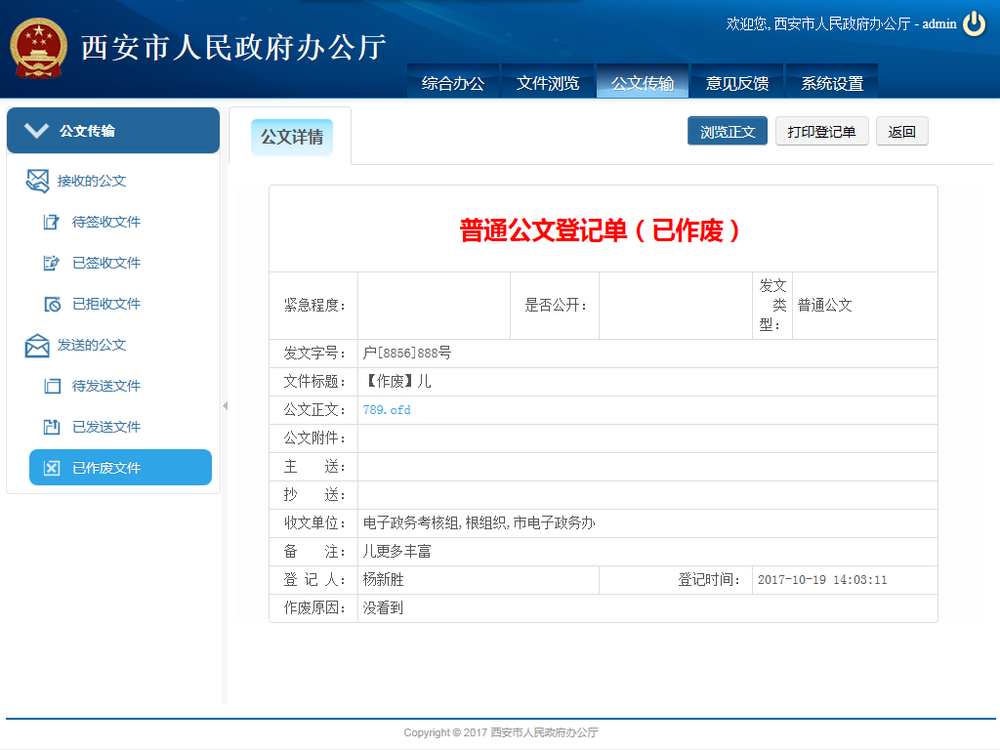 西安市人民政府办公厅
欢迎您, 西安市人民政府办公厅 - admin
综合办公 文件浏览 公文传输 意见反馈 系统设置
公文传输
接收的公文
待签收文件
已签收文件
已拒收文件
发送的公文
待发送文件
已发送文件
已作废文件
公文详情
浏览正文 打印登记单 返回
普通公文登记单（已作废）
紧急程度： 是否公开： 发文类型： 普通公文
发文字号： 户[8856]888号
文件标题： 【作废】儿
公文正文： 789.ofd
公文附件：
主 送：
抄 送：
收文单位： 电子政务考核组,根组织,市电子政务办
备 注： 儿更多丰富
登 记 人： 杨新胜 登记时间： 2017-10-19 14:03:11
作废原因： 没看到
Copyright © 2017 西安市人民政府办公厅